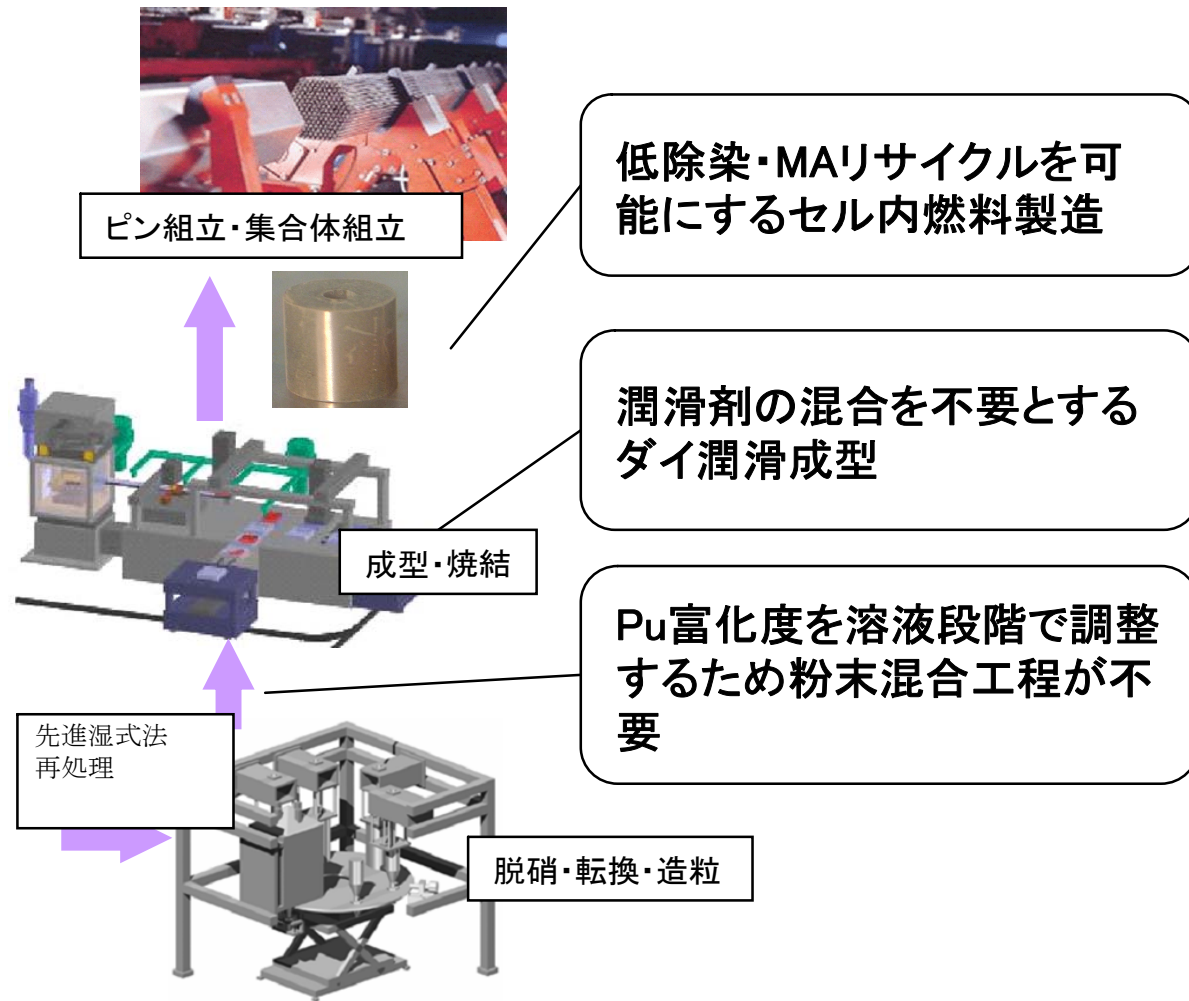 ピン組立・集合体組立
低除染・MAリサイクルを可
能にするセル内燃料製造
潤滑剤の混合を不要とする
ダイ潤滑成型
成型・焼結
Pu富化度を溶液段階で調整
するため粉末混合工程が不
要
先進湿式法
再処理
脱硝・転換・造粒